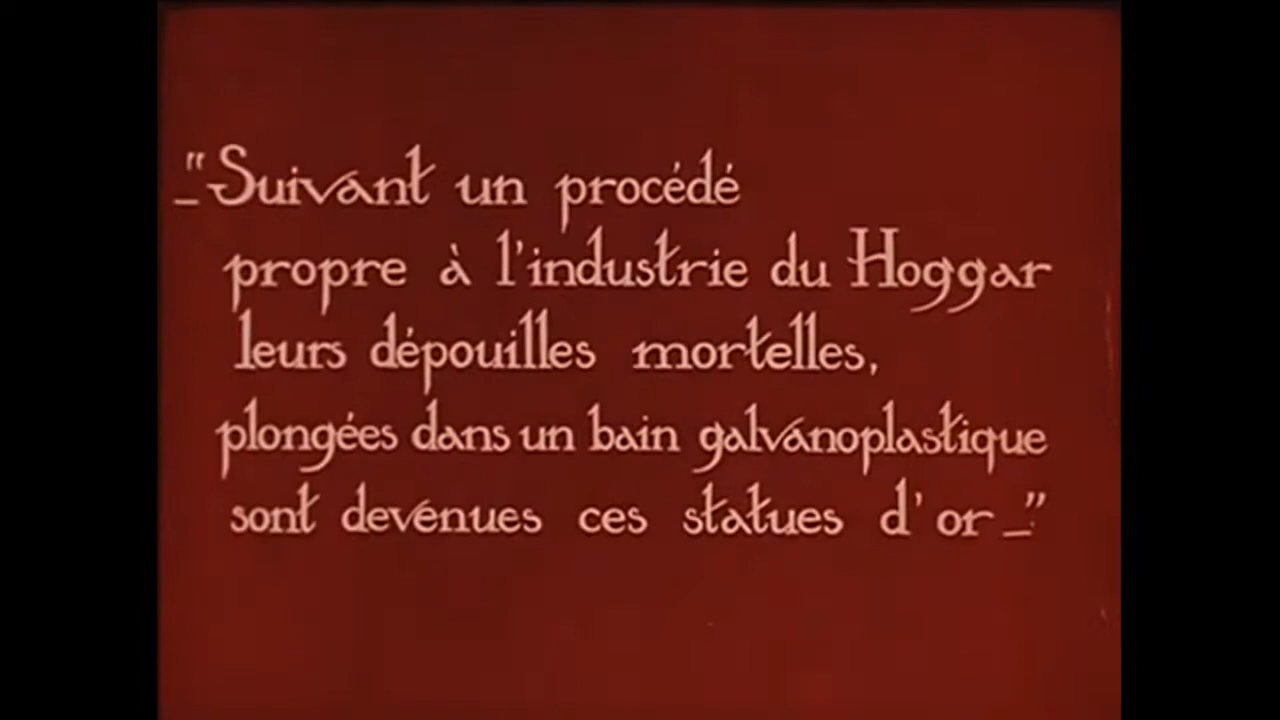 _"Suivant un procédé
propre à l'industrie du Hoggar
leurs dépouilles mortelles,
plongées dans un bain galvanoplastique
sont devenues ces statues d'or_"